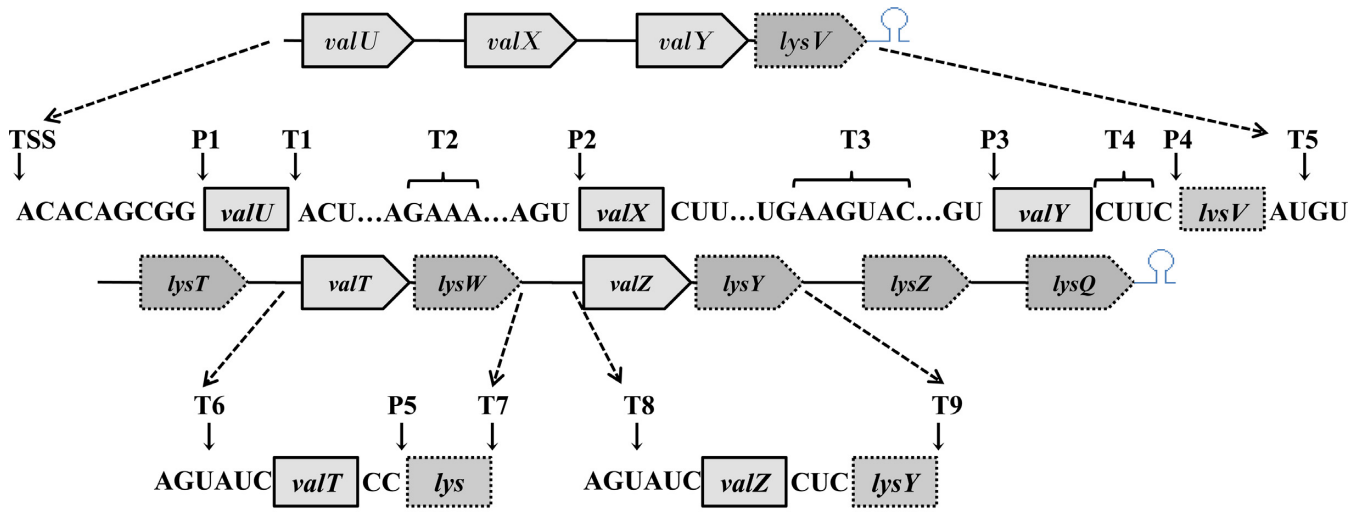 valU valX valY lysV
TSS P1 T1 T2 P2 T3 P3 T4 P4 T5
ACACAGCGG valU ACU...AGAAA...AGU valX CUU...UGAAGUAC...GU valY CUUC lvsV AUGU
lysT valT lysW valZ lysY lysZ lysQ
T6 P5 T7 T8 T9
AGUAUC valT CC lys AGUAUC valZ CUC lysY